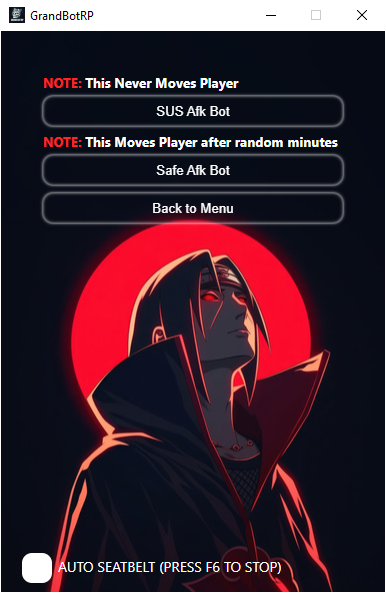 GrandBotRP
NOTE: This Never Moves Player
SUS Afk Bot
NOTE: This Moves Player after random minutes
Safe Afk Bot
Back to Menu
AUTO SEATBELT (PRESS F6 TO STOP)